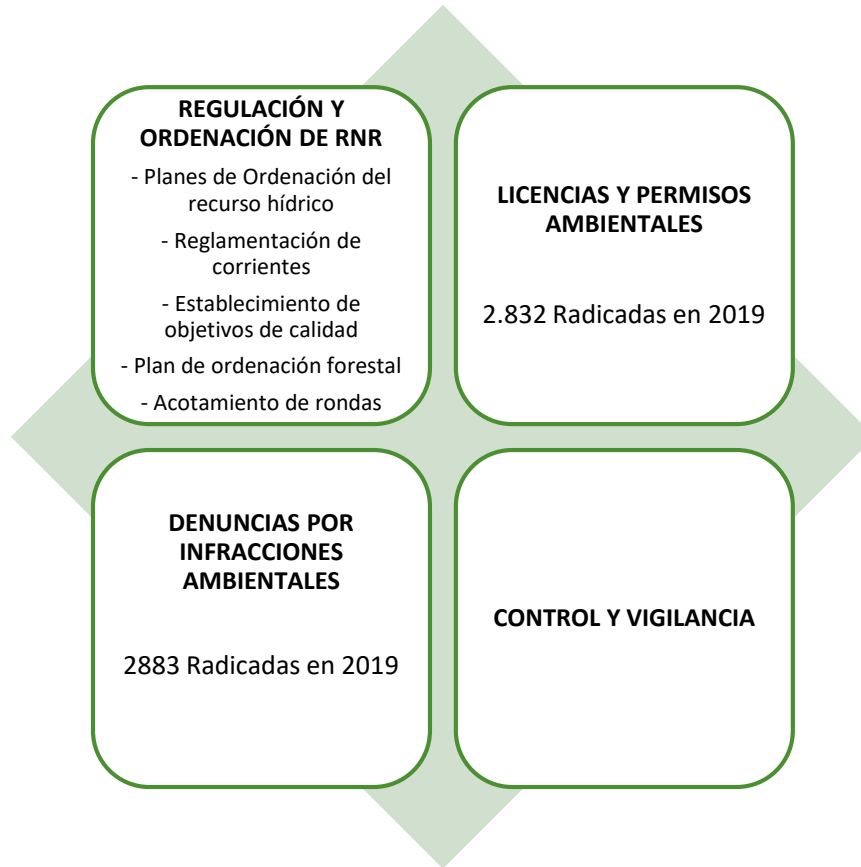 REGULACIÓN Y
ORDENACIÓN DE RNR
- Planes de Ordenación del
recurso hídrico
- Reglamentación de
corrientes
- Establecimiento de
objetivos de calidad
- Plan de ordenación forestal
- Acotamiento de rondas
LICENCIAS Y PERMISOS
AMBIENTALES
2.832 Radicadas en 2019
DENUNCIAS POR
INFRACCIONES
AMBIENTALES
2883 Radicadas en 2019
CONTROL Y VIGILANCIA